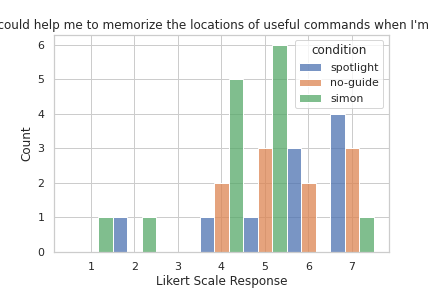 could help me to memorize the locations of useful commands when I'm
condition
spotlight
no-guide
simon
Count
6
5
4
3
2
1
0
1 2 3 4 5 6 7
Likert Scale Response